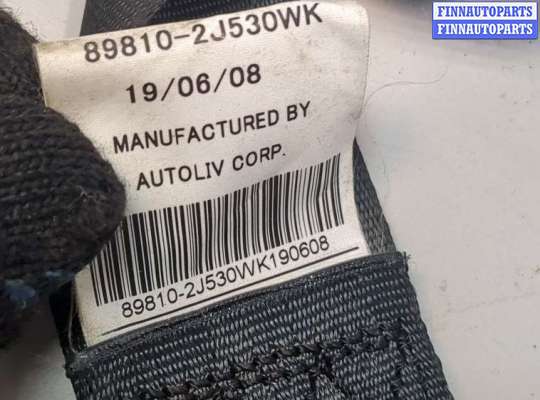 89810-2J530WK
19/06/08
MANUFACTURED BY
AUTOLIV CORP.
89810-2J530WK190608
FINNAUTOPARTS
FINNAUTOPARTS